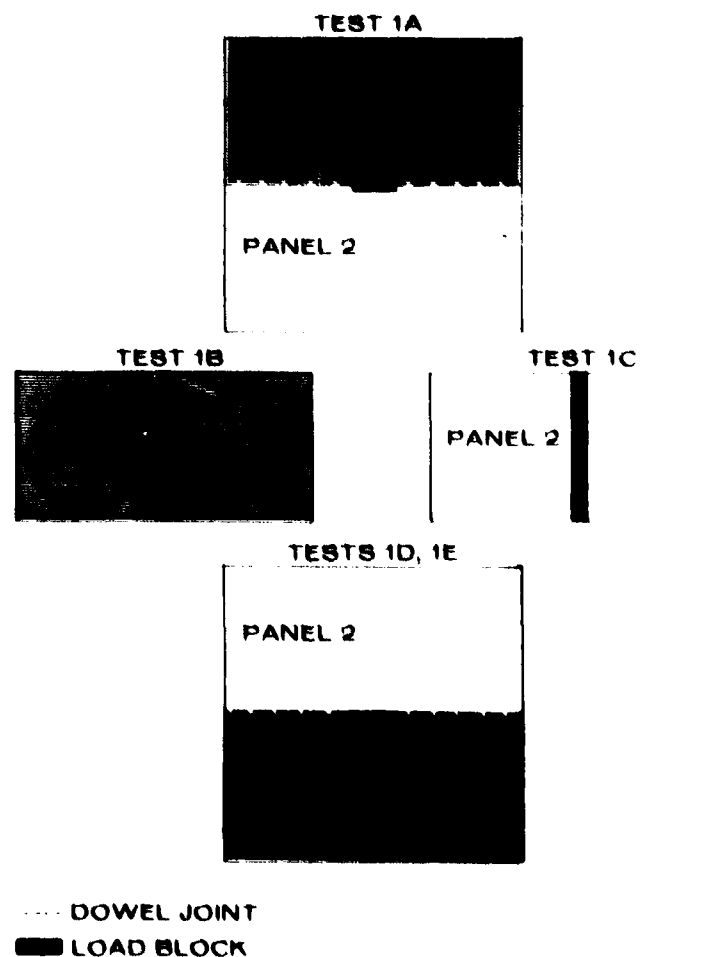 TEST 1A
PANEL 2
TEST 1B
TEST 1C
PANEL 2
TESTS 1D, 1E
PANEL 2
DOWEL JOINT
LOAD BLOCK